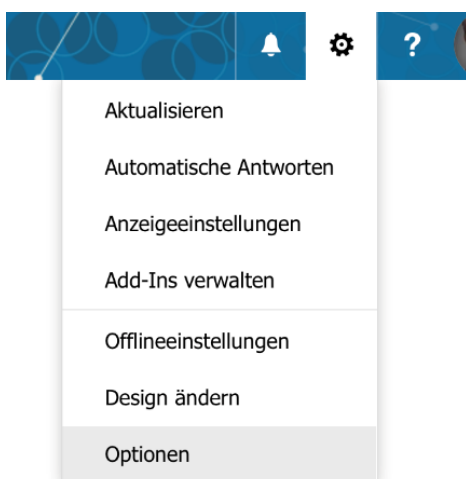 ?
Aktualisieren
Automatische Antworten
Anzeigeeinstellungen
Add-Ins verwalten
Offlineeinstellungen
Design ändern
Optionen